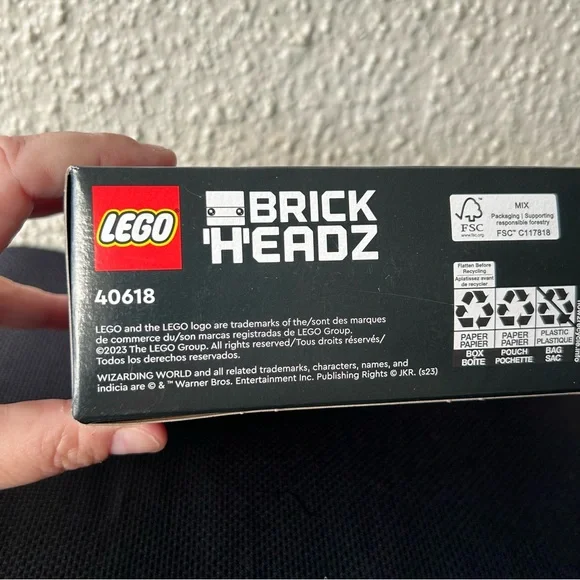 LEGO
BRICK
HEADZ
40618
LEGO and the LEGO logo are trademarks of the/sont des marques
de commerce du/son marcas registradas de LEGO Group.
©2023 The LEGO Group. All rights reserved/Tous droits réservés/
Todos los derechos reservados.
WIZARDING WORLD and all related trademarks, characters, names, and
indicia are © & ™ Warner Bros. Entertainment Inc. Publishing Rights © JKR. (s23)
FSC
www.fsc.org
MIX
Packaging | Supporting
responsible forestry
FSC™ C117818
Flatten Before
Recycling
Aplatissez avant
de recycler
PAPER
PAPIER
BOX
BOÎTE
PAPER
PAPIER
POUCH
POCHETTE
PLASTIC
PLASTIQUE
BAG
SAC